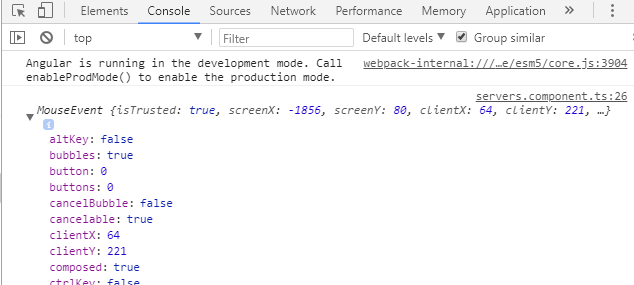 Elements Console Sources Network Performance Memory Application
top Filter Default levels Group similar
Angular is running in the development mode. Call webpack-internal:///…e/esm5/core.js:3904
enableProdMode() to enable the production mode.
servers.component.ts:26
MouseEvent {isTrusted: true, screenX: -1856, screenY: 80, clientX: 64, clientY: 221, …}
i
altKey: false
bubbles: true
button: 0
buttons: 0
cancelBubble: false
cancelable: true
clientX: 64
clientY: 221
composed: true
ctrlKey: false